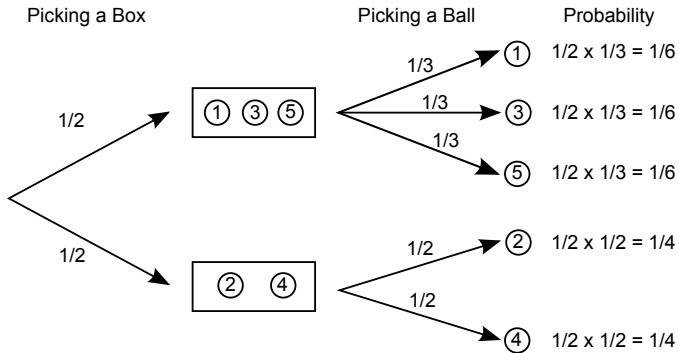 Picking a Box
Picking a Ball
Probability
1/2
1 3 5
1/3
1 1/2 x 1/3 = 1/6
1/3
3 1/2 x 1/3 = 1/6
1/3
5 1/2 x 1/3 = 1/6
1/2
2 4
1/2
2 1/2 x 1/2 = 1/4
1/2
4 1/2 x 1/2 = 1/4